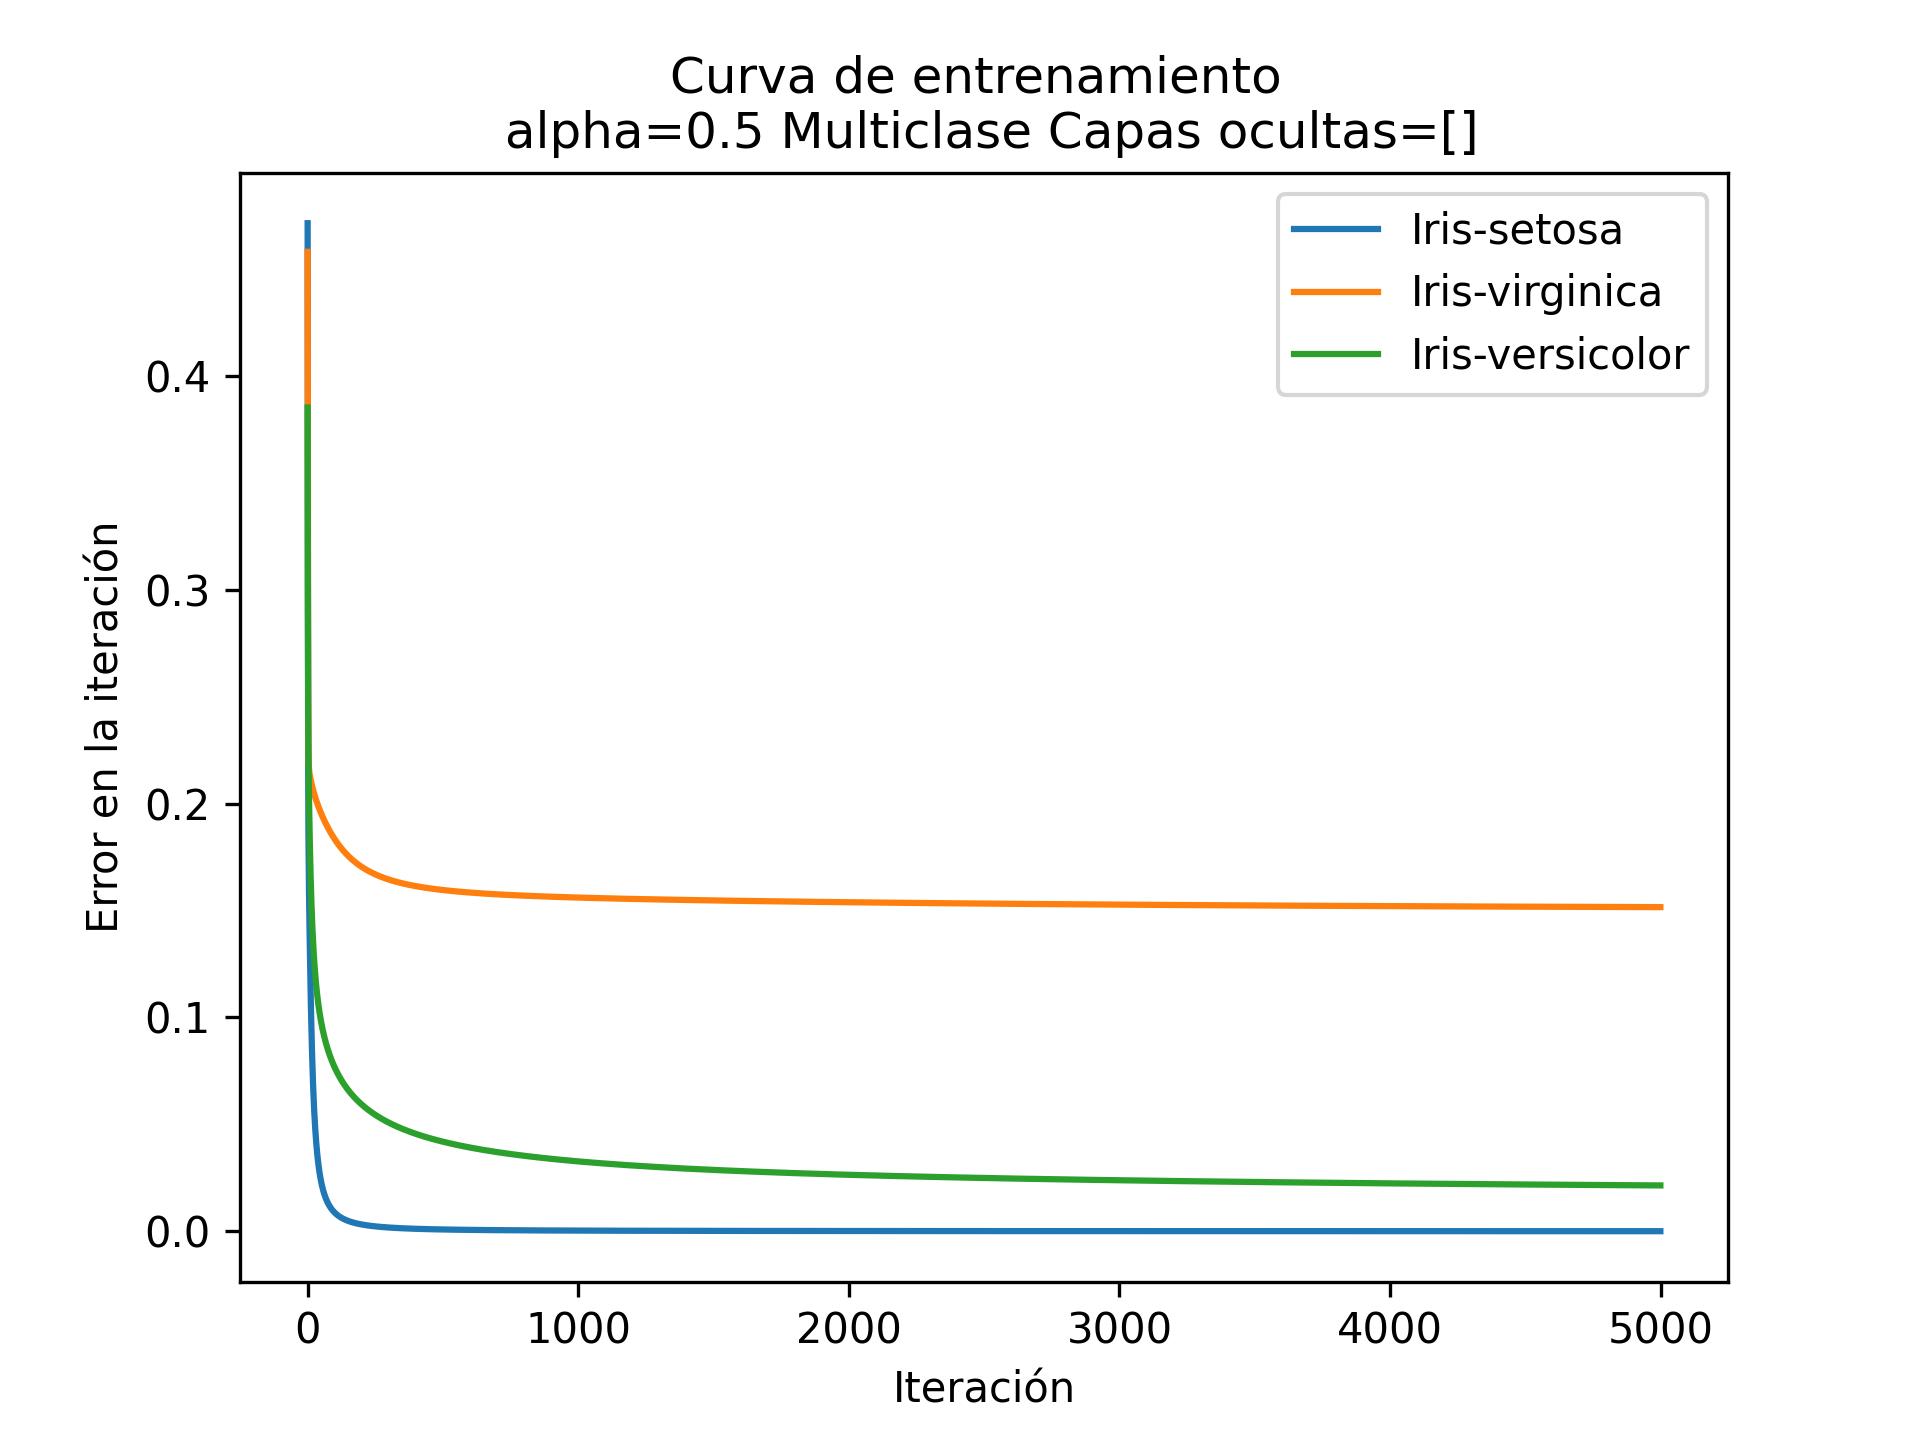 Curva de entrenamiento
alpha=0.5 Multiclase Capas ocultas=[]
Iris-setosa
Iris-virginica
Iris-versicolor
Error en la iteración
0.4
0.3
0.2
0.1
0.0
0 1000 2000 3000 4000 5000
Iteración